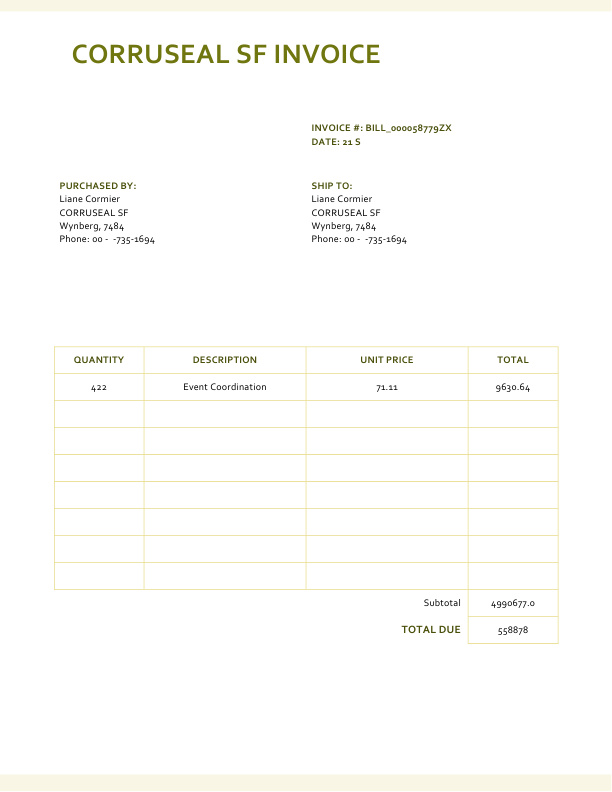 CORRUSEAL SF INVOICE
INVOICE #: BILL_000058779ZX
DATE: 21 S
PURCHASED BY:
Liane Cormier
CORRUSEAL SF
Wynberg, 7484
Phone: 00 -  -735-1694
SHIP TO:
Liane Cormier
CORRUSEAL SF
Wynberg, 7484
Phone: 00 -  -735-1694
QUANTITY DESCRIPTION UNIT PRICE TOTAL
422 Event Coordination 71.11 9630.64
Subtotal 4990677.0
TOTAL DUE 558878